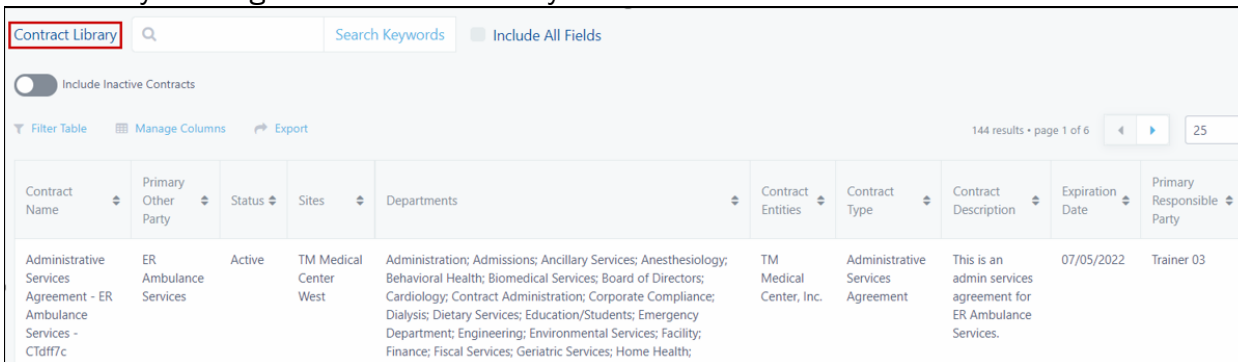 Contract Library
Search Keywords
Include All Fields
Include Inactive Contracts
Filter Table
Manage Columns
Export
144 results • page 1 of 6
25
Contract
Name
Primary
Other
Party
Status
Sites
Departments
Contract
Entities
Contract
Type
Contract
Description
Expiration
Date
Primary
Responsible
Party
Administrative
Services
Agreement - ER
Ambulance
Services -
CTdff7c
ER
Ambulance
Services
Active
TM Medical
Center
West
Administration; Admissions; Ancillary Services; Anesthesiology;
Behavioral Health; Biomedical Services; Board of Directors;
Cardiology; Contract Administration; Corporate Compliance;
Dialysis; Dietary Services; Education/Students; Emergency
Department; Engineering; Environmental Services; Facility;
Finance; Fiscal Services; Geriatric Services; Home Health;
TM
Medical
Center, Inc.
Administrative
Services
Agreement
This is an
admin services
agreement for
ER Ambulance
Services.
07/05/2022
Trainer 03